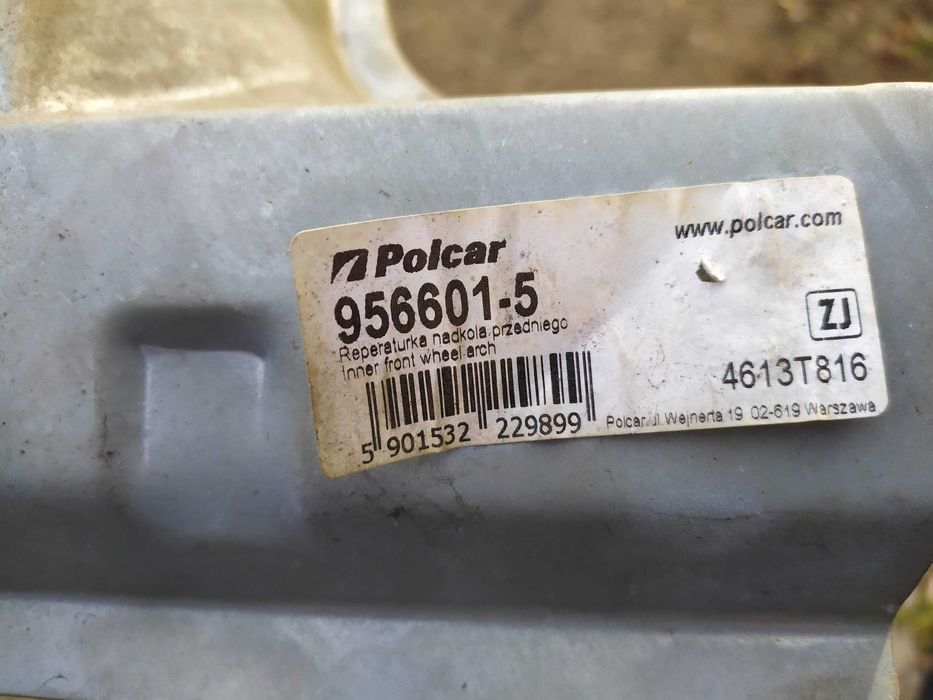 Polcar
www.polcar.com
956601-5
Reperaturka nadkola przedniego
Inner front wheel arch
ZJ
4613T816
5 901532 229899
Polcar ul. Wejnerta 19 02-619 Warszawa